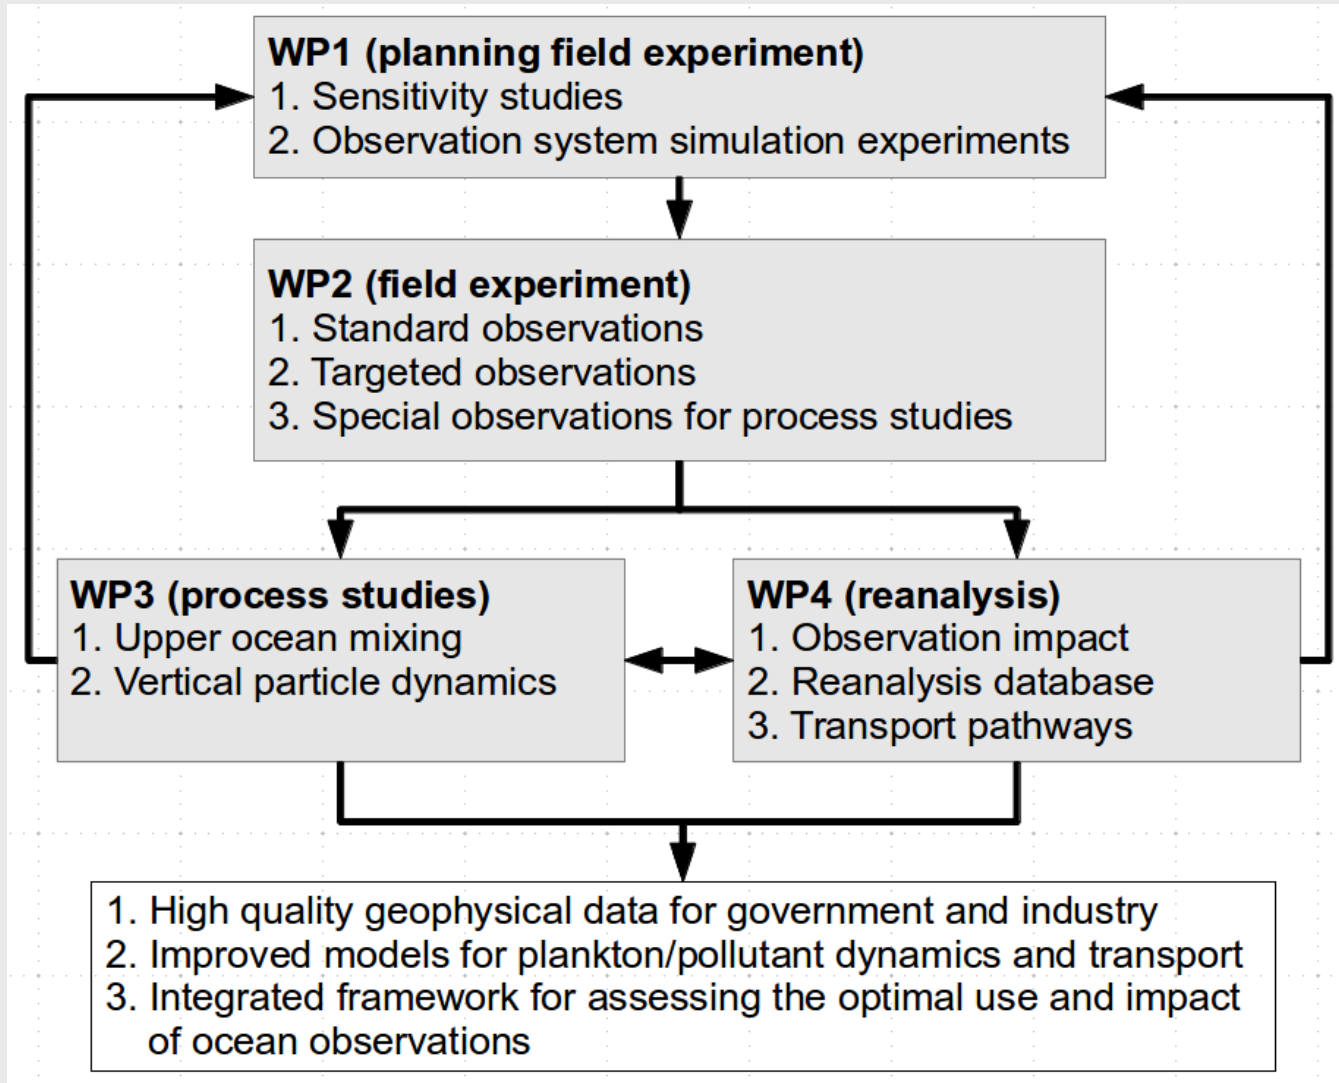 WP1 (planning field experiment)
1. Sensitivity studies
2. Observation system simulation experiments
WP2 (field experiment)
1. Standard observations
2. Targeted observations
3. Special observations for process studies
WP3 (process studies)
1. Upper ocean mixing
2. Vertical particle dynamics
WP4 (reanalysis)
1. Observation impact
2. Reanalysis database
3. Transport pathways
1. High quality geophysical data for government and industry
2. Improved models for plankton/pollutant dynamics and transport
3. Integrated framework for assessing the optimal use and impact
of ocean observations